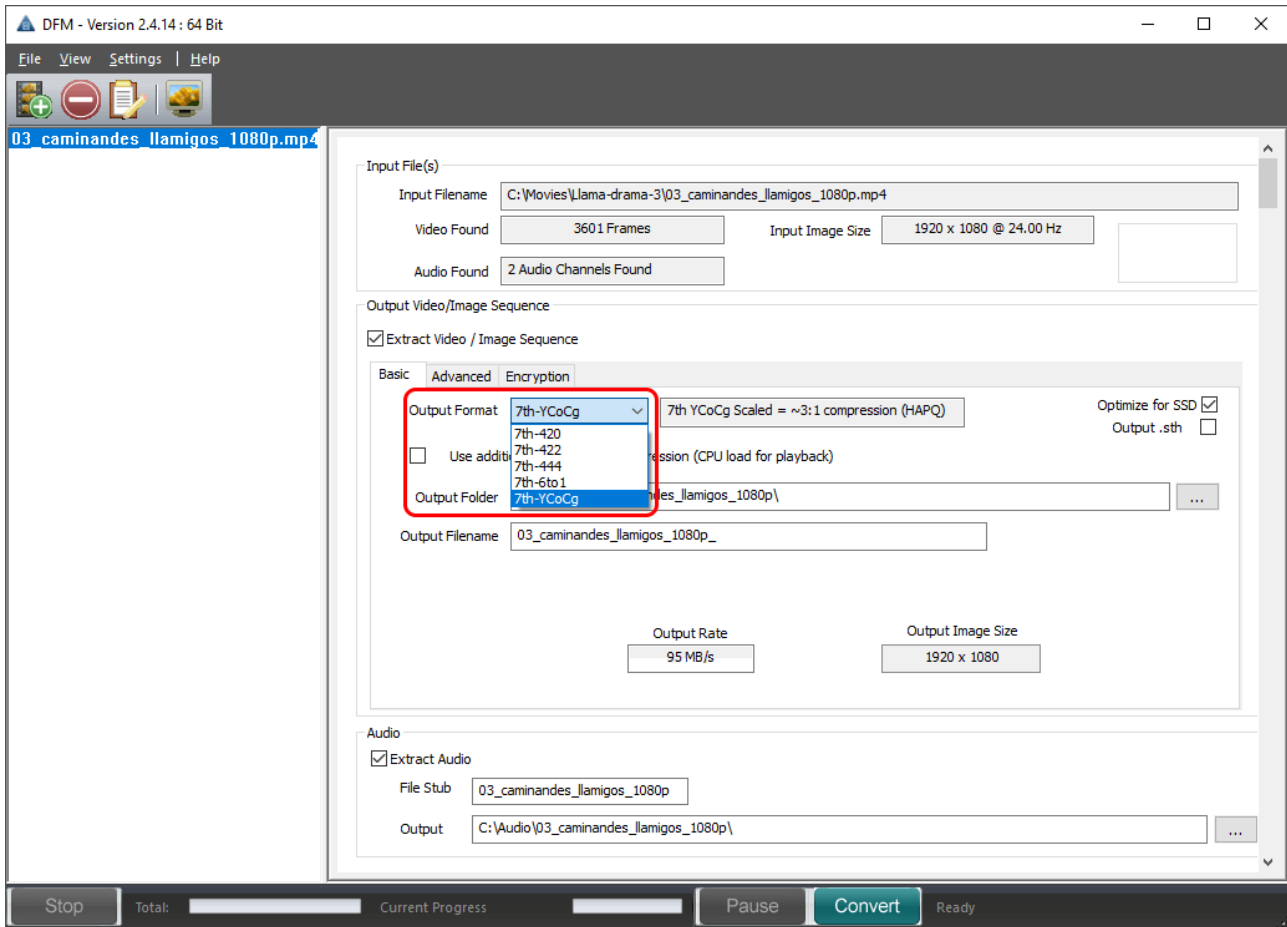 DFM - Version 2.4.14 : 64 Bit
File View Settings | Help
03_caminandes_llamigos_1080p.mp4
Input File(s)
Input Filename C:\Movies\Llama-drama-3\03_caminandes_llamigos_1080p.mp4
Video Found 3601 Frames Input Image Size 1920 x 1080 @ 24.00 Hz
Audio Found 2 Audio Channels Found
Output Video/Image Sequence
Extract Video / Image Sequence
Basic Advanced Encryption
Output Format 7th-YCoCg 7th YCoCg Scaled = ~3:1 compression (HAPQ) Optimize for SSD
7th-420 Output .sth
7th-422
Use (CPU load for playback)
7th-444
7th-6to1
Output Folder 7th-YCoCg _llamigos_1080p\ ...
Output Filename 03_caminandes_llamigos_1080p_
Output Rate Output Image Size
95 MB/s 1920 x 1080
Audio
Extract Audio
File Stub 03_caminandes_llamigos_1080p
Output C:\Audio\03_caminandes_llamigos_1080p\ ...
Stop Total: Current Progress Pause Convert Ready